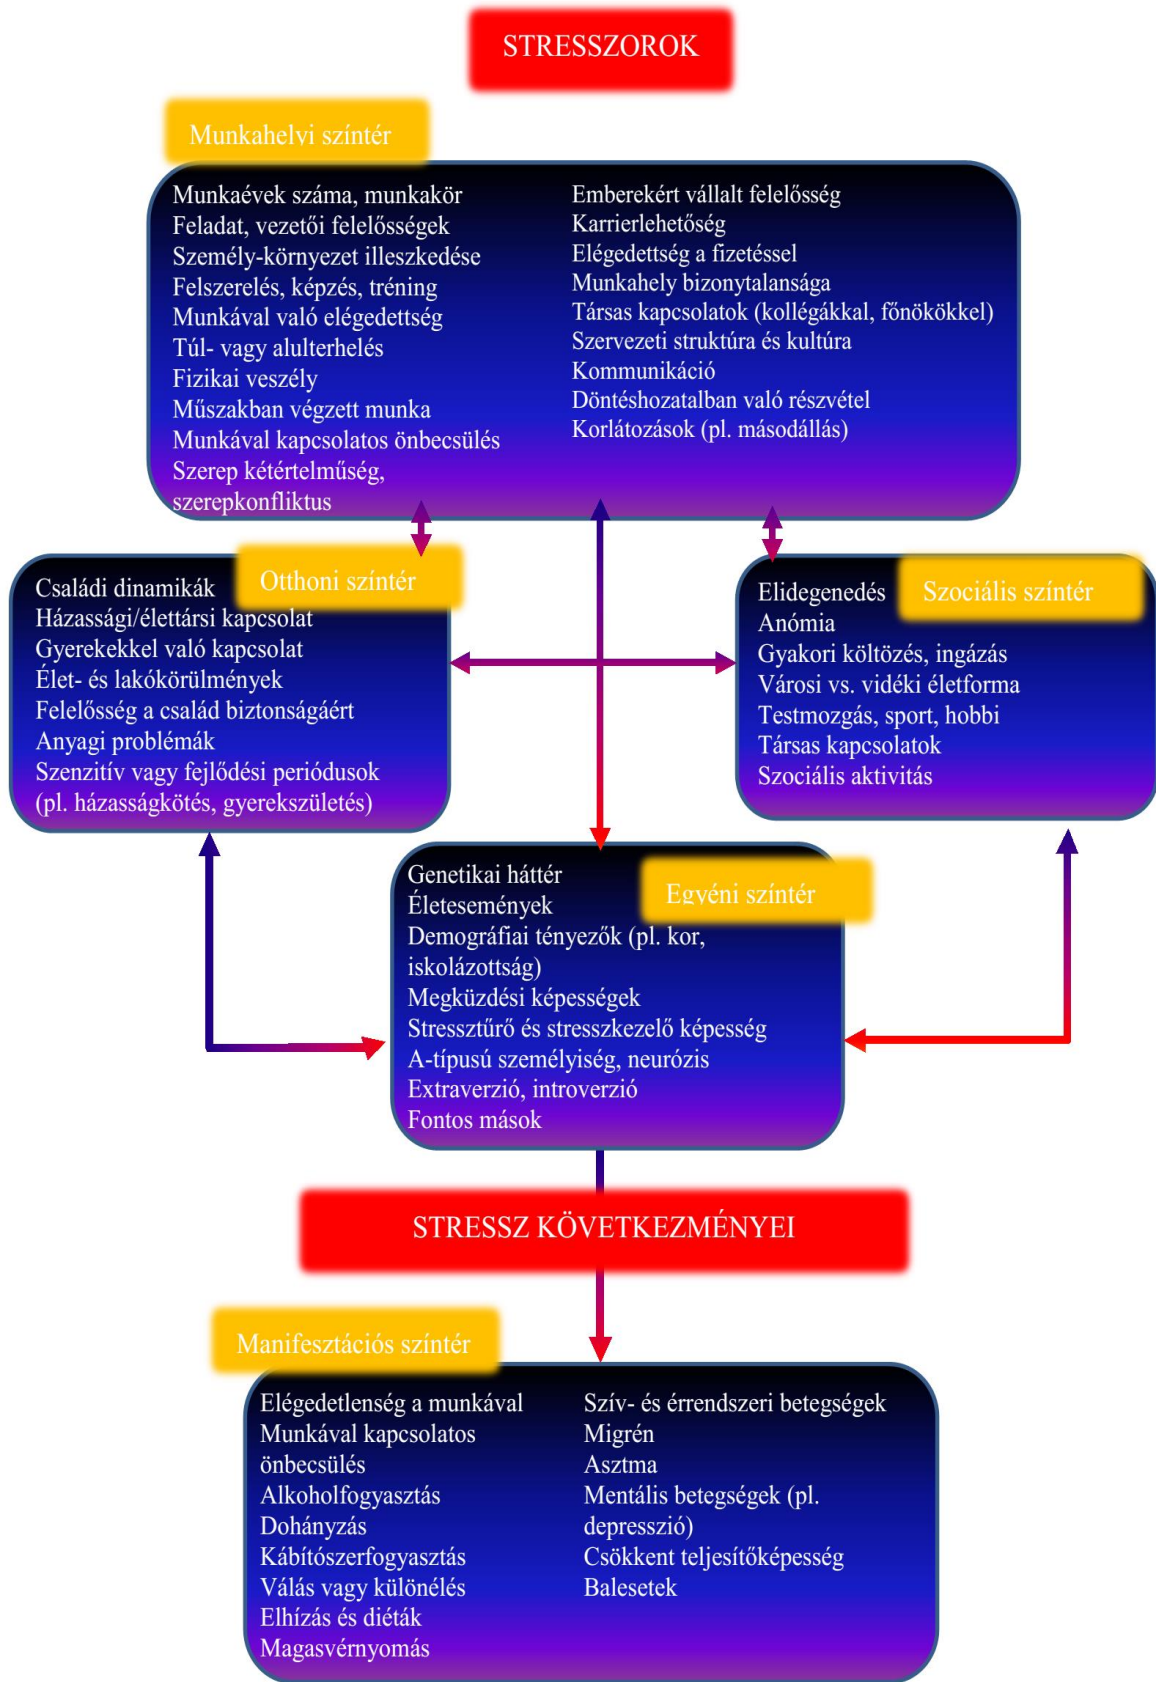 STRESSZOROK
Munkahelyi színtér
Munkaévek száma, munkakör
Feladat, vezetői felelősségek
Személy-környezet illeszkedése
Felszerelés, képzés, tréning
Munkával való elégedettség
Túl- vagy alulterhelés
Fizikai veszély
Műszakban végzett munka
Munkával kapcsolatos önbecsülés
Szerep kétértelműség,
szerepkonfliktus
Emberekért vállalt felelősség
Karrierlehetőség
Elégedettség a fizetéssel
Munkahely bizonytalansága
Társas kapcsolatok (kollégákkal, főnökökkel)
Szervezeti struktúra és kultúra
Kommunikáció
Döntéshozatalban való részvétel
Korlátozások (pl. másodállás)
Otthoni színtér
Családi dinamikák
Házassági/élettársi kapcsolat
Gyerekekkel való kapcsolat
Élet- és lakókörülmények
Felelősség a család biztonságáért
Anyagi problémák
Szenzitív vagy fejlődési periódusok
(pl. házasságkötés, gyerekszületés)
Szociális színtér
Elidegenedés
Anómia
Gyakori költözés, ingázás
Városi vs. vidéki életforma
Testmozgás, sport, hobbi
Társas kapcsolatok
Szociális aktivitás
Egyéni színtér
Genetikai háttér
Életesemények
Demográfiai tényezők (pl. kor,
iskolázottság)
Megküzdési képességek
Stressztűrő és stresszkezelő képesség
A-típusú személyiség, neurózis
Extraverzió, introverzió
Fontos mások
STRESSZ KÖVETKEZMÉNYEI
Manifesztációs színtér
Elégedetlenség a munkával
Munkával kapcsolatos
önbecsülés
Alkoholfogyasztás
Dohányzás
Kábítószerfogyasztás
Válás vagy különélés
Elhízás és diéták
Magasvérnyomás
Szív- és érrendszeri betegségek
Migrén
Asztma
Mentális betegségek (pl.
depresszió)
Csökkent teljesítőképesség
Balesetek